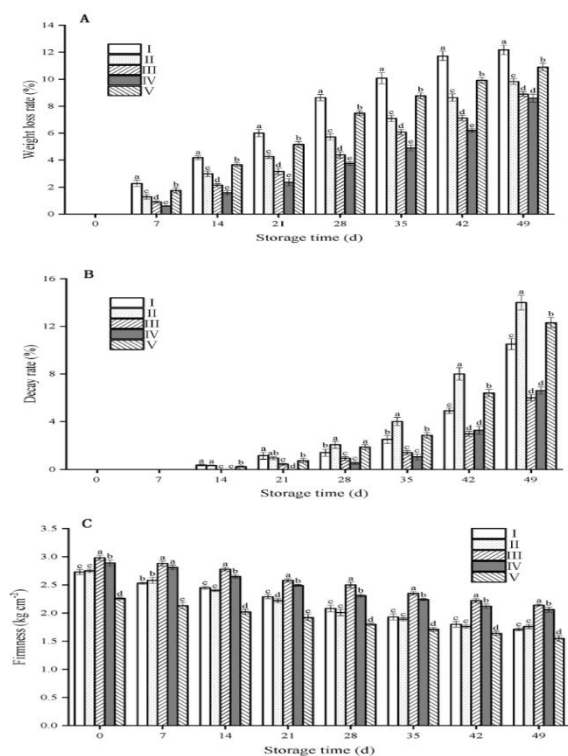 A
Weight loss rate (%)
14
12
10
8
6
4
2
0
I
II
III
IV
V
a c d e b
a c d e b
a c d e b
a c d e b
a c d e b
a c d e b
a c d d b
0 7 14 21 28 35 42 49
Storage time (d)
B
Decay rate (%)
16
12
8
4
0
I
II
III
IV
V
a a c c b
a ab c d b
b a c c a
b a c c b
c a d d b
c a d d b
0 7 14 21 28 35 42 49
Storage time (d)
C
Firmness (kg cm⁻²)
3.5
3.0
2.5
2.0
1.5
1.0
0.5
0.0
I
II
III
IV
V
c c a b d
b b a a c
c c a b d
c d a b e
c c a b d
c c a b d
c c a b d
c c a b d
0 7 14 21 28 35 42 49
Storage time (d)